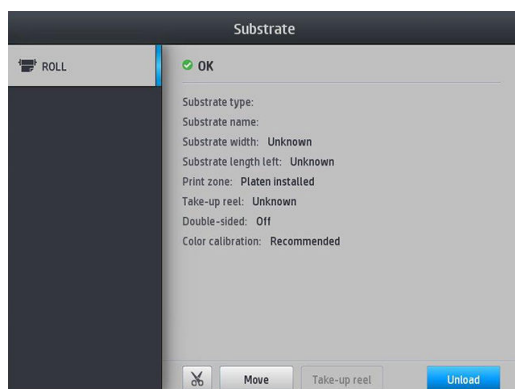 Substrate
ROLL
OK
Substrate type:
Substrate name:
Substrate width: Unknown
Substrate length left: Unknown
Print zone: Platen installed
Take-up reel: Unknown
Double-sided: Off
Color calibration: Recommended
Move Take-up reel Unload